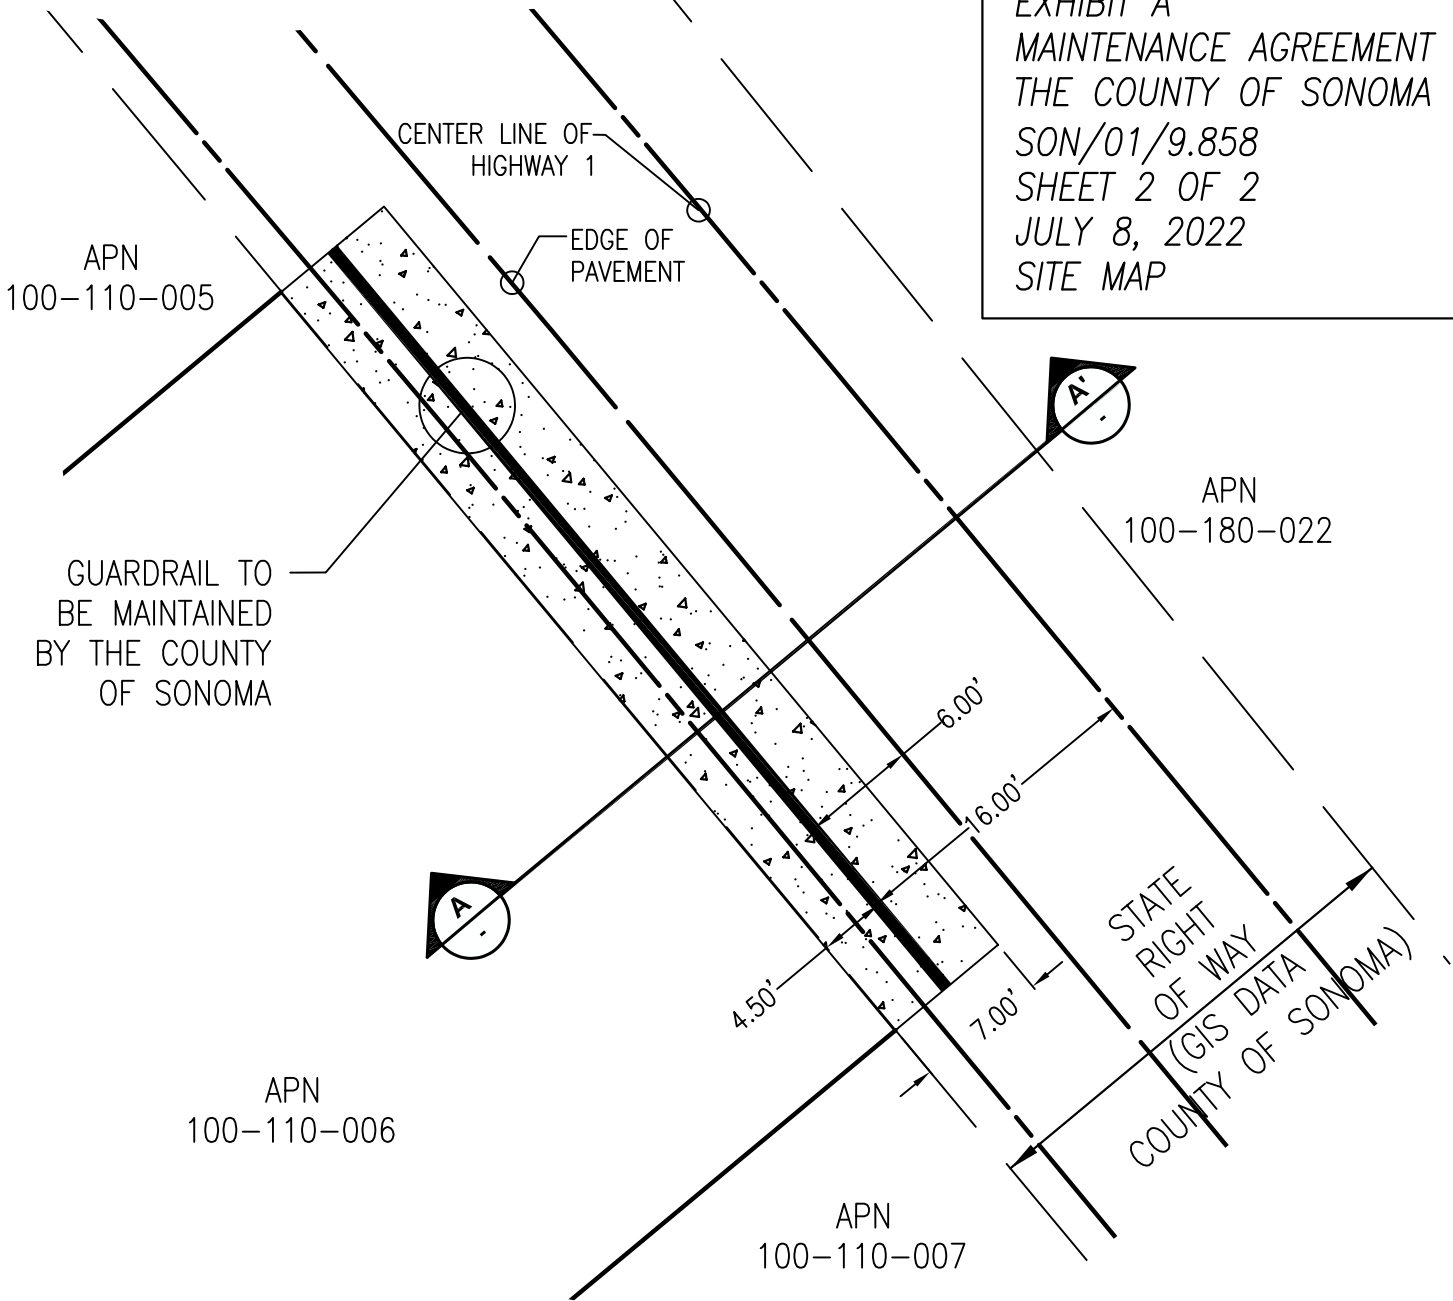 EXHIBIT A
MAINTENANCE AGREEMENT
THE COUNTY OF SONOMA
SON/01/9.858
SHEET 2 OF 2
JULY 8, 2022
SITE MAP
CENTER LINE OF
HIGHWAY 1
EDGE OF
PAVEMENT
APN
100-110-005
A'
-
APN
100-180-022
GUARDRAIL TO
BE MAINTAINED
BY THE COUNTY
OF SONOMA
6.00'
16.00'
A
-
4.50'
7.00'
STATE
RIGHT
OF WAY
(GIS DATA
COUNTY OF SONOMA)
APN
100-110-006
APN
100-110-007